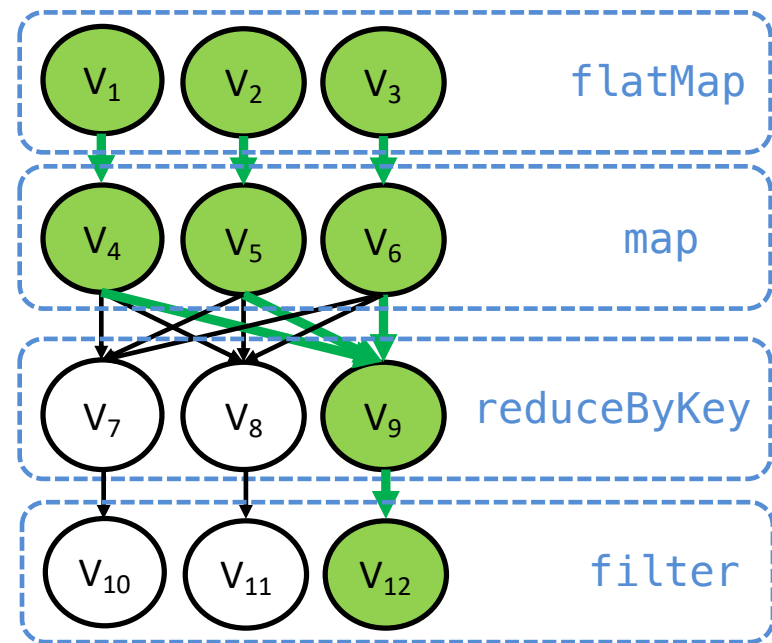 V₁ V₂ V₃ flatMap
V₄ V₅ V₆ map
V₇ V₈ V₉ reduceByKey
V₁₀ V₁₁ V₁₂ filter